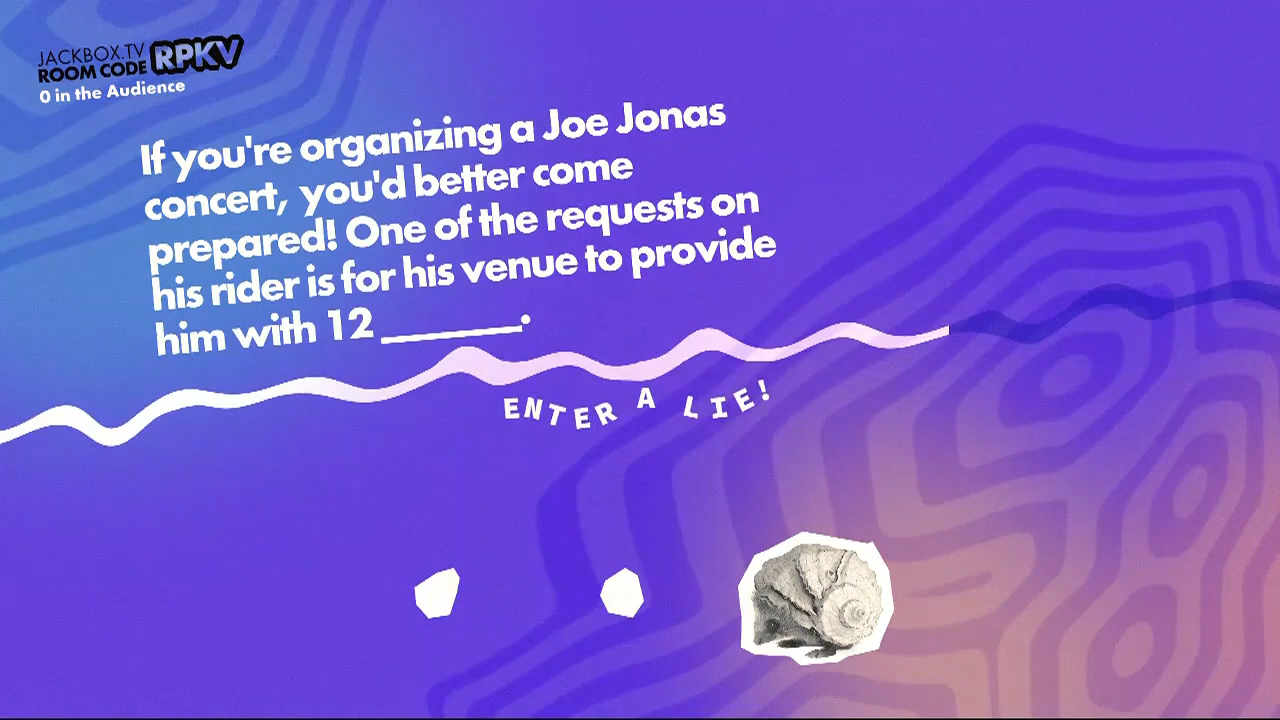 JACKBOX.TV
ROOM CODE RPKV
0 in the Audience
If you're organizing a Joe Jonas
concert, you'd better come
prepared! One of the requests on
his rider is for his venue to provide
him with 12 ________.
ENTER A LIE!